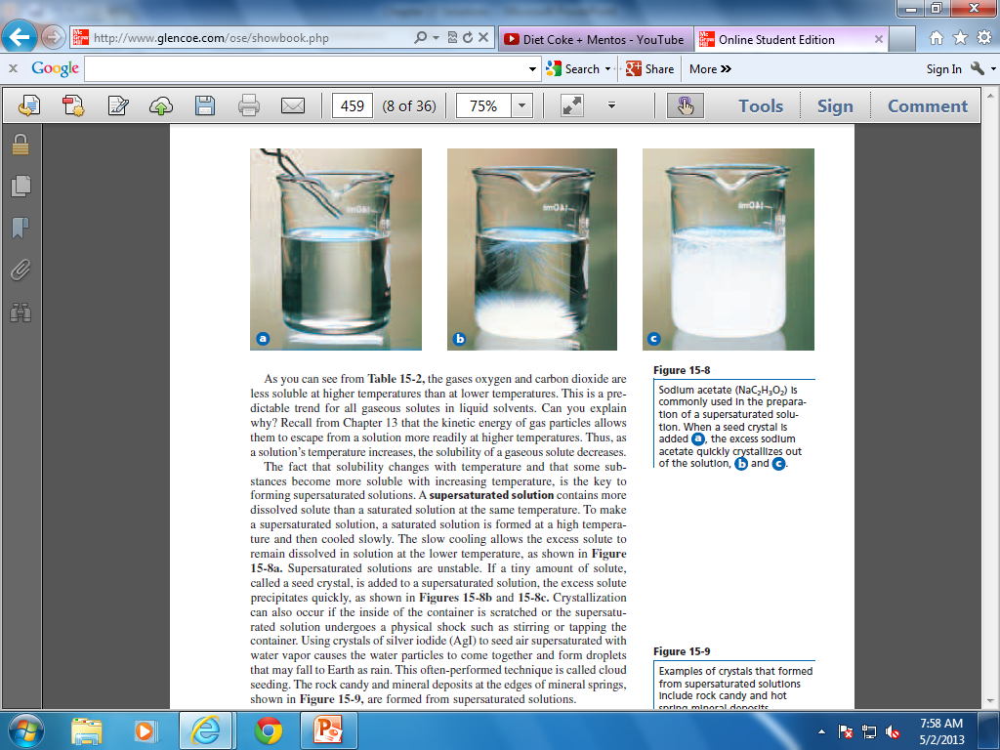 http://www.glencoe.com/ose/showbook.php
Diet Coke + Mentos - YouTube
Online Student Edition
x Google
Search
Share
More »
Sign In
459
(8 of 36)
75%
Tools
Sign
Comment
a
b
c
As you can see from Table 15-2, the gases oxygen and carbon dioxide are
less soluble at higher temperatures than at lower temperatures. This is a pre-
dictable trend for all gaseous solutes in liquid solvents. Can you explain
why? Recall from Chapter 13 that the kinetic energy of gas particles allows
them to escape from a solution more readily at higher temperatures. Thus, as
a solution's temperature increases, the solubility of a gaseous solute decreases.
The fact that solubility changes with temperature and that some sub-
stances become more soluble with increasing temperature, is the key to
forming supersaturated solutions. A supersaturated solution contains more
dissolved solute than a saturated solution at the same temperature. To make
a supersaturated solution, a saturated solution is formed at a high tempera-
ture and then cooled slowly. The slow cooling allows the excess solute to
remain dissolved in solution at the lower temperature, as shown in Figure
15-8a. Supersaturated solutions are unstable. If a tiny amount of solute,
called a seed crystal, is added to a supersaturated solution, the excess solute
precipitates quickly, as shown in Figures 15-8b and 15-8c. Crystallization
can also occur if the inside of the container is scratched or the supersatu-
rated solution undergoes a physical shock such as stirring or tapping the
container. Using crystals of silver iodide (AgI) to seed air supersaturated with
water vapor causes the water particles to come together and form droplets
that may fall to Earth as rain. This often-performed technique is called cloud
seeding. The rock candy and mineral deposits at the edges of mineral springs,
shown in Figure 15-9, are formed from supersaturated solutions.
Figure 15-8
Sodium acetate (NaC₂H₃O₂) is
commonly used in the prepara-
tion of a supersaturated solu-
tion. When a seed crystal is
added a, the excess sodium
acetate quickly crystallizes out
of the solution, b and c.
Figure 15-9
Examples of crystals that formed
from supersaturated solutions
include rock candy and hot
spring mineral deposits
7:58 AM
5/2/2013